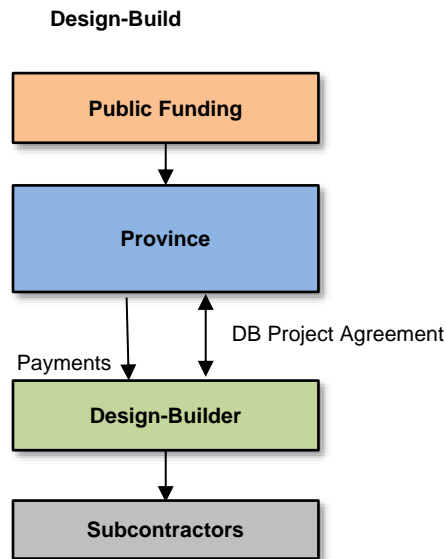 Design-Build
Public Funding
Province
DB Project Agreement
Payments
Design-Builder
Subcontractors